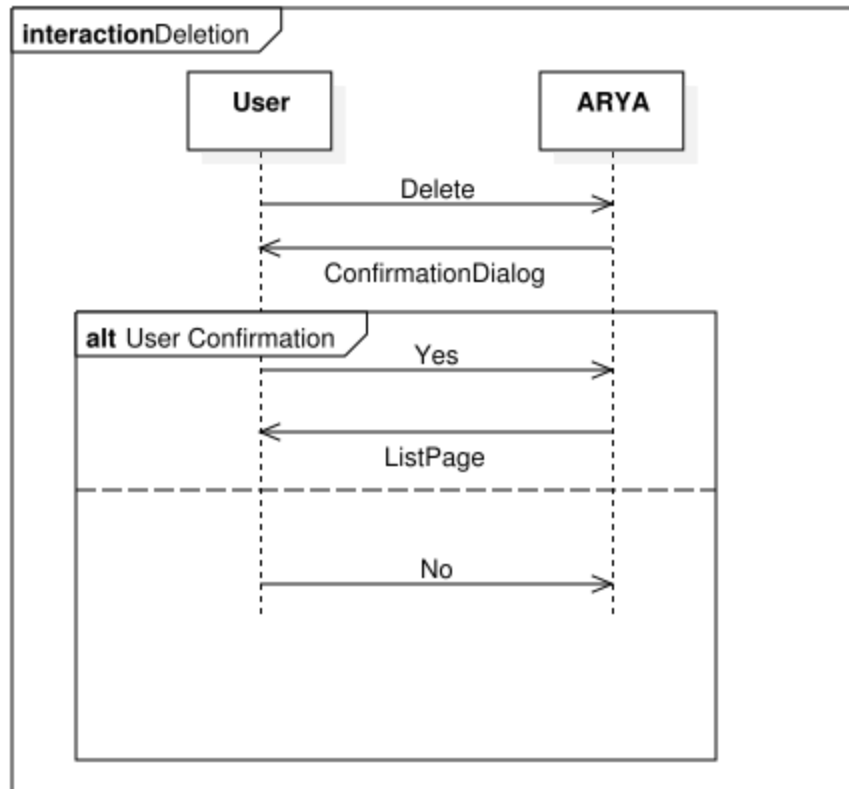 interactionDeletion
User
ARYA
Delete
ConfirmationDialog
alt User Confirmation
Yes
ListPage
No